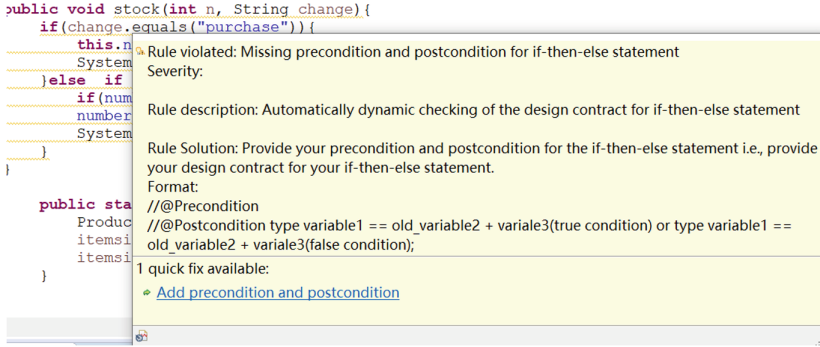 public void stock(int n, String change){
if(change.equals("purchase")){
this.n
System
}else if
if(num
number
System
}
}
public sta
Produc
itemsi
itemsi
}
Rule violated: Missing precondition and postcondition for if-then-else statement
Severity:
Rule description: Automatically dynamic checking of the design contract for if-then-else statement
Rule Solution: Provide your precondition and postcondition for the if-then-else statement i.e., provide
your design contract for your if-then-else statement.
Format:
//@Precondition
//@Postcondition type variable1 == old_variable2 + variale3(true condition) or type variable1 ==
old_variable2 + variale3(false condition);
1 quick fix available:
Add precondition and postcondition